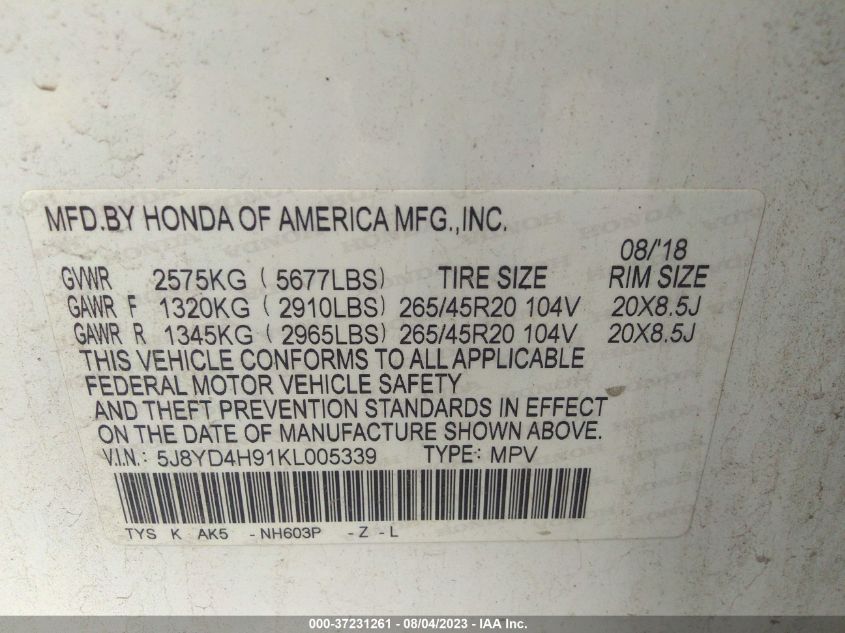 MFD.BY HONDA OF AMERICA MFG.,INC.
08/'18
GVWR 2575KG ( 5677LBS) TIRE SIZE RIM SIZE
GAWR F 1320KG ( 2910LBS) 265/45R20 104V 20X8.5J
GAWR R 1345KG ( 2965LBS) 265/45R20 104V 20X8.5J
THIS VEHICLE CONFORMS TO ALL APPLICABLE
FEDERAL MOTOR VEHICLE SAFETY
AND THEFT PREVENTION STANDARDS IN EFFECT
ON THE DATE OF MANUFACTURE SHOWN ABOVE.
V.I.N.: 5J8YD4H91KL005339 TYPE: MPV
TYS K AK5 -NH603P -Z -L
000-37231261 - 08/04/2023 - IAA Inc.